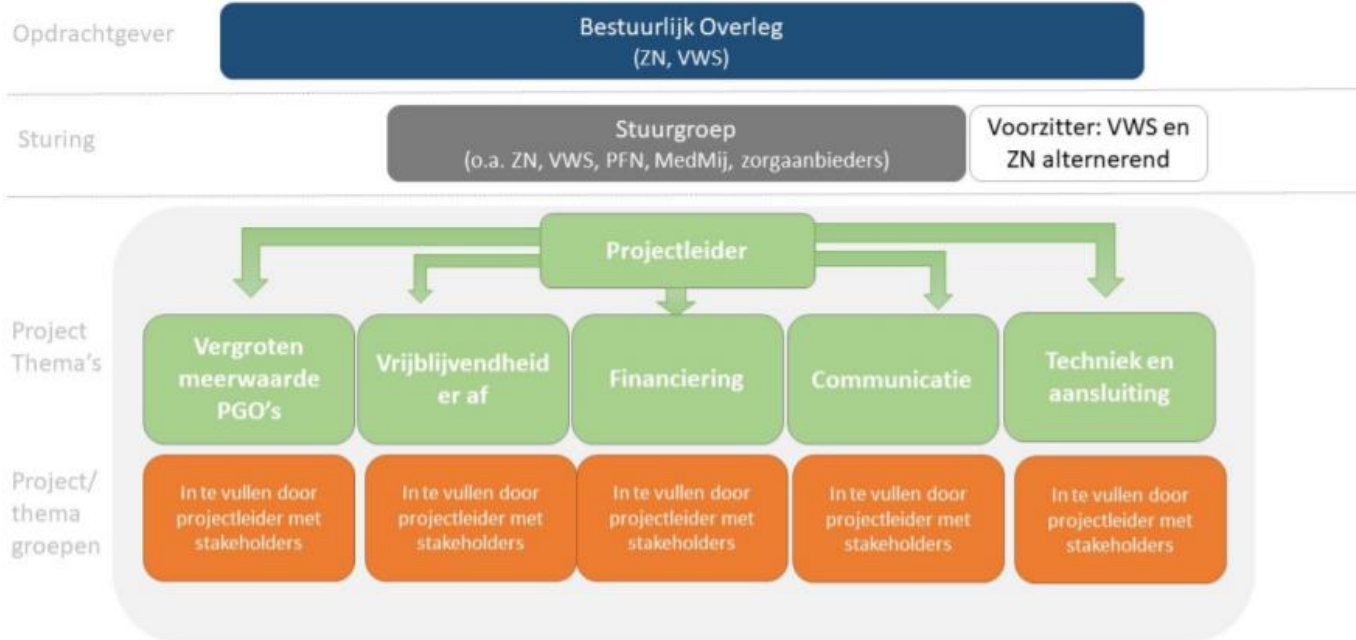 Opdrachtgever
Bestuurlijk Overleg
(ZN, VWS)
Sturing
Stuurgroep
(o.a. ZN, VWS, PFN, MedMij, zorgaanbieders)
Voorzitter: VWS en
ZN alternerend
Projectleider
Project
Thema's
Vergroten
meerwaarde
PGO's
Vrijblijvendheid
er af
Financiering
Communicatie
Techniek en
aansluiting
Project/
thema
groepen
In te vullen door
projectleider met
stakeholders
In te vullen door
projectleider met
stakeholders
In te vullen door
projectleider met
stakeholders
In te vullen door
projectleider met
stakeholders
In te vullen door
projectleider met
stakeholders